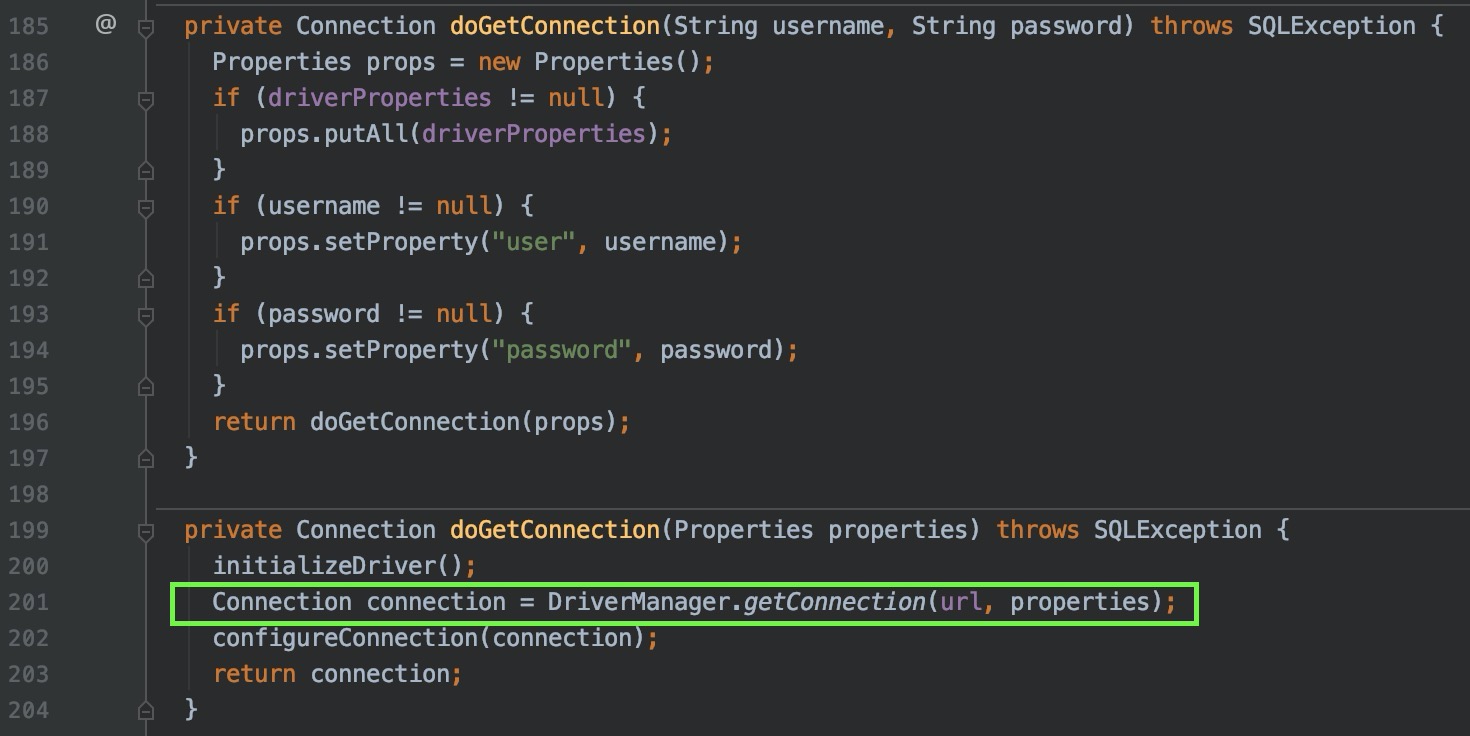 185 @ private Connection doGetConnection(String username, String password) throws SQLException {
186 Properties props = new Properties();
187 if (driverProperties != null) {
188 props.putAll(driverProperties);
189 }
190 if (username != null) {
191 props.setProperty("user", username);
192 }
193 if (password != null) {
194 props.setProperty("password", password);
195 }
196 return doGetConnection(props);
197 }
198
199 private Connection doGetConnection(Properties properties) throws SQLException {
200 initializeDriver();
201 Connection connection = DriverManager.getConnection(url, properties);
202 configureConnection(connection);
203 return connection;
204 }